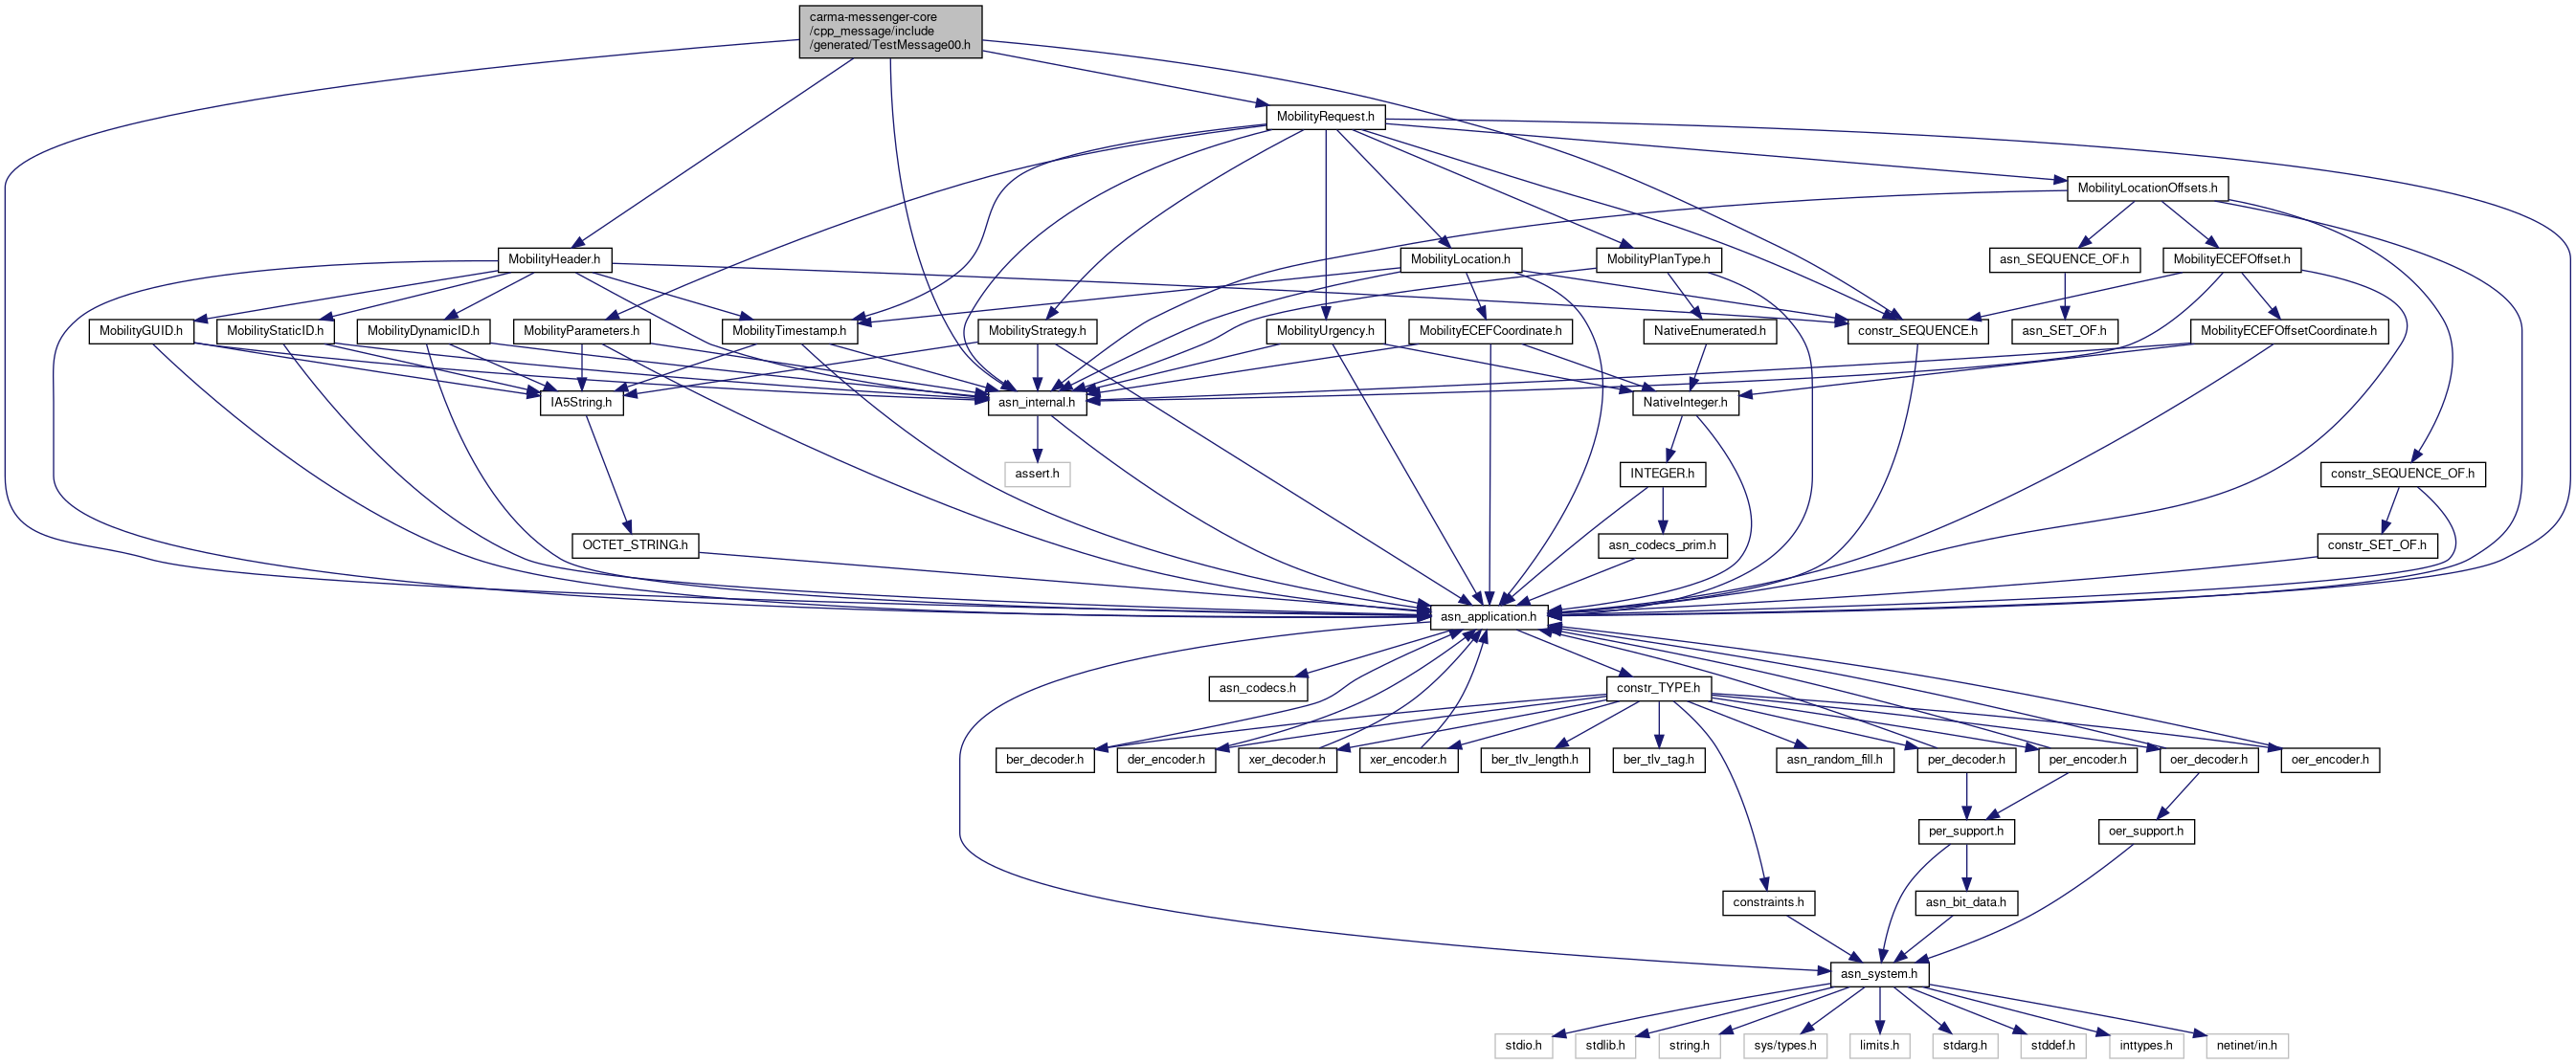 carma-messenger-core
/cpp_message/include
/generated/TestMessage00.h
MobilityRequest.h
MobilityLocationOffsets.h
MobilityHeader.h
MobilityLocation.h
MobilityPlanType.h
asn_SEQUENCE_OF.h
MobilityECEFOffset.h
MobilityGUID.h
MobilityStaticID.h
MobilityDynamicID.h
MobilityParameters.h
MobilityTimestamp.h
MobilityStrategy.h
MobilityUrgency.h
MobilityECEFCoordinate.h
NativeEnumerated.h
constr_SEQUENCE.h
asn_SET_OF.h
MobilityECEFOffsetCoordinate.h
IA5String.h
asn_internal.h
NativeInteger.h
assert.h
INTEGER.h
constr_SEQUENCE_OF.h
OCTET_STRING.h
asn_codecs_prim.h
constr_SET_OF.h
asn_application.h
asn_codecs.h
constr_TYPE.h
ber_decoder.h
der_encoder.h
xer_decoder.h
xer_encoder.h
ber_tlv_length.h
ber_tlv_tag.h
asn_random_fill.h
per_decoder.h
per_encoder.h
oer_decoder.h
oer_encoder.h
per_support.h
oer_support.h
constraints.h
asn_bit_data.h
asn_system.h
stdio.h
stdlib.h
string.h
sys/types.h
limits.h
stdarg.h
stddef.h
inttypes.h
netinet/in.h